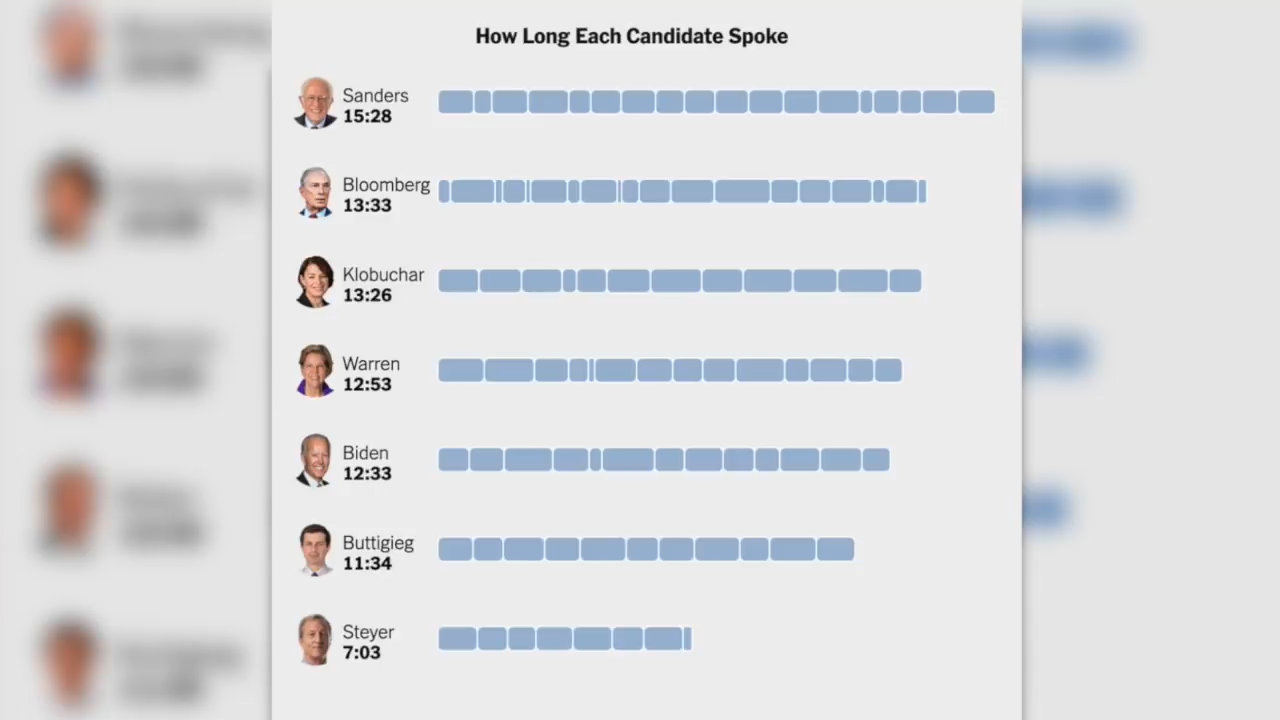 How Long Each Candidate Spoke
Sanders
15:28
Bloomberg
13:33
Klobuchar
13:26
Warren
12:53
Biden
12:33
Buttigieg
11:34
Steyer
7:03